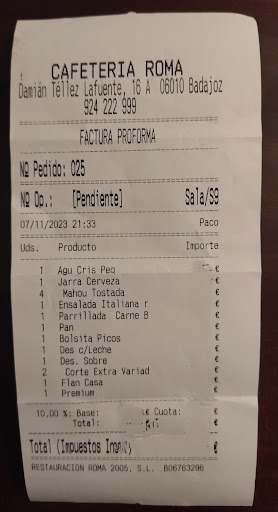 CAFETERIA ROMA
Damián Téllez Lafuente, 16 A 06010 Badajoz
924 222 999
FACTURA PROFORMA
Nº Pedido: 025
Nº Op.: [Pendiente] Sala/S9
07/11/2023 21:33 Paco
Uds. Producto Importe
1 Agu Cris Peq €
1 Jarra Cerveza €
4 Mahou Tostada €
1 Ensalada Italiana r €
1 Parrillada Carne B €
1 Pan €
1 Bolsita Picos €
1 Des c/Leche €
1 Des. Sobre €
2 Corte Extra Variad €
1 Flan Casa €
1 Premium €
10,00 %: Base: € Cuota: €
Total: €
Total (Impuestos €
RESTAURACION ROMA 2005, S.L. B06763296